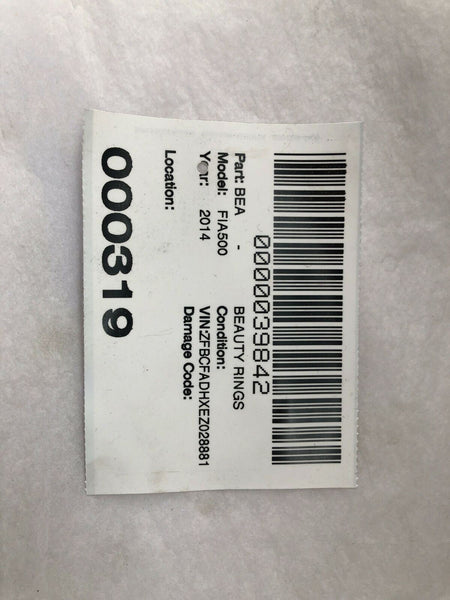 0000039842
Part: BEA - BEAUTY RINGS
Model: FIA500 Condition:
Year: 2014 VIN:ZFBCFADHXEZ028881
Damage Code:
Location:
000319